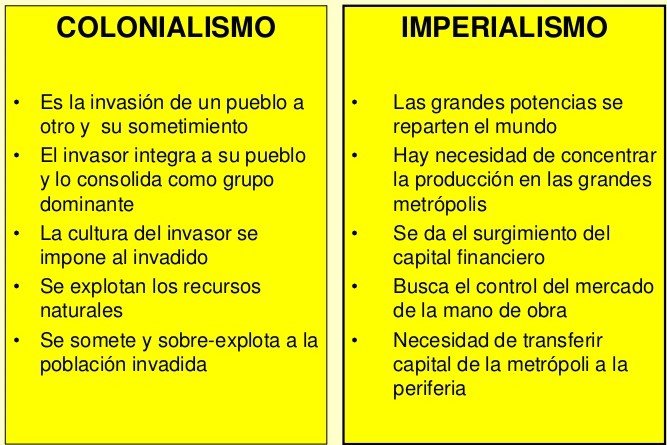 COLONIALISMO
• Es la invasión de un pueblo a
otro y su sometimiento
• El invasor integra a su pueblo
y lo consolida como grupo
dominante
• La cultura del invasor se
impone al invadido
• Se explotan los recursos
naturales
• Se somete y sobre-explota a la
población invadida
IMPERIALISMO
• Las grandes potencias se
reparten el mundo
• Hay necesidad de concentrar
la producción en las grandes
metrópolis
• Se da el surgimiento del
capital financiero
• Busca el control del mercado
de la mano de obra
• Necesidad de transferir
capital de la metrópoli a la
periferia